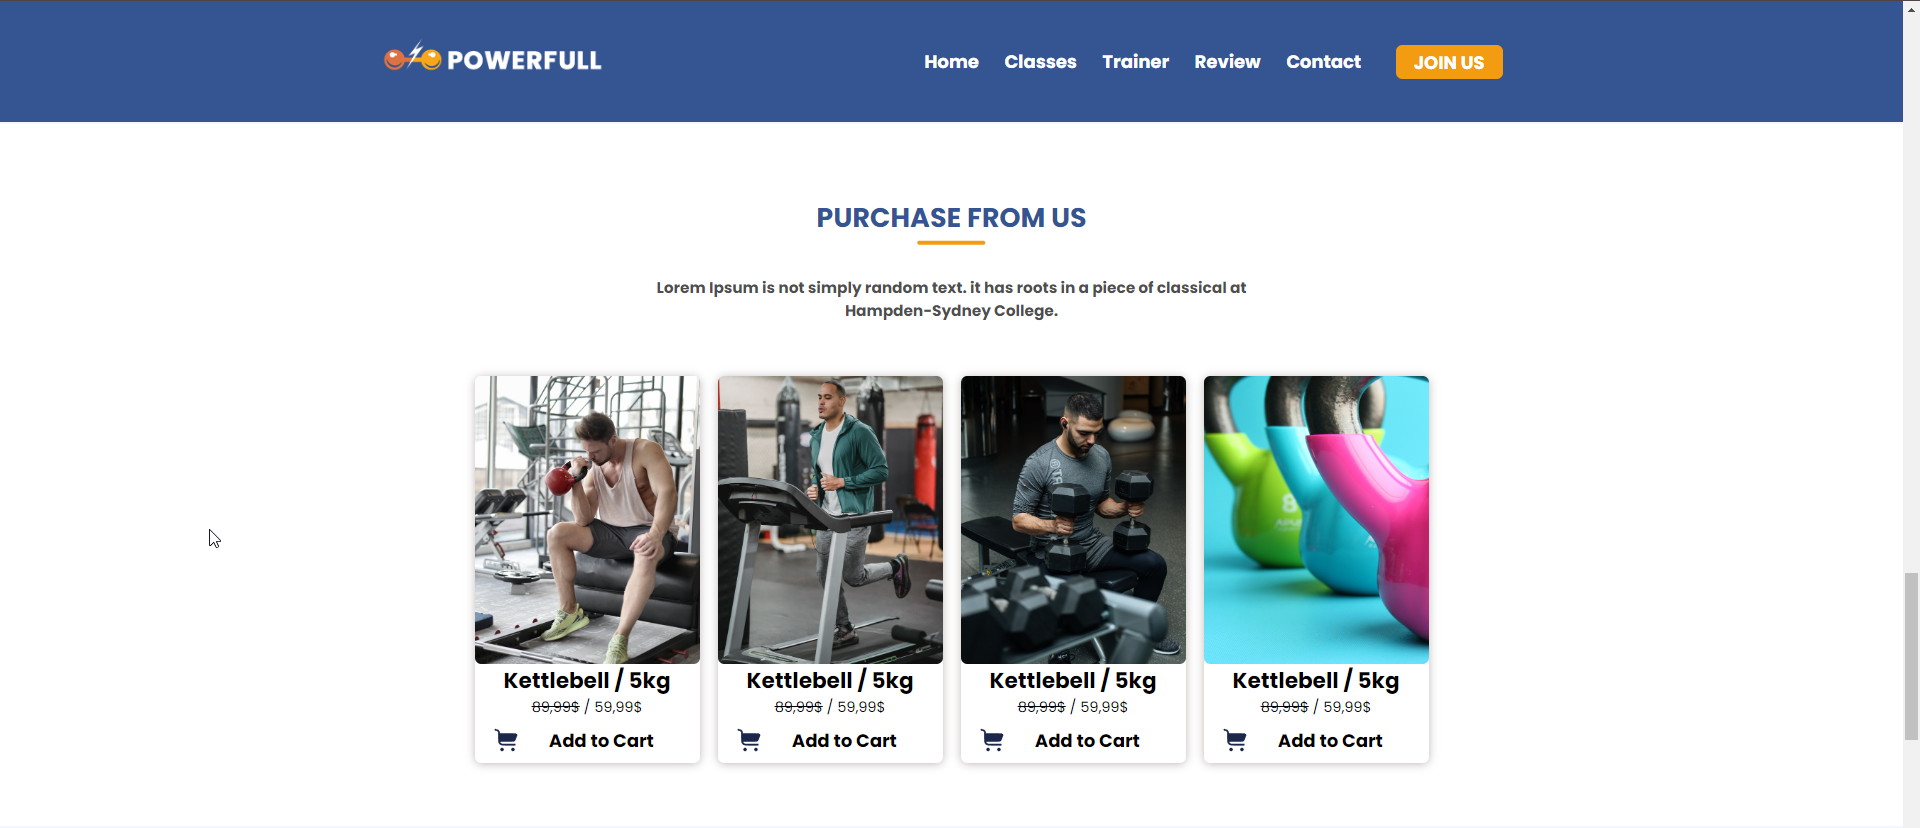 POWERFULL
Home Classes Trainer Review Contact JOIN US
PURCHASE FROM US
Lorem Ipsum is not simply random text. it has roots in a piece of classical at
Hampden-Sydney College.
8
Kettlebell / 5kg
89,99$ / 59,99$
Add to Cart
Kettlebell / 5kg
89,99$ / 59,99$
Add to Cart
Kettlebell / 5kg
89,99$ / 59,99$
Add to Cart
Kettlebell / 5kg
89,99$ / 59,99$
Add to Cart